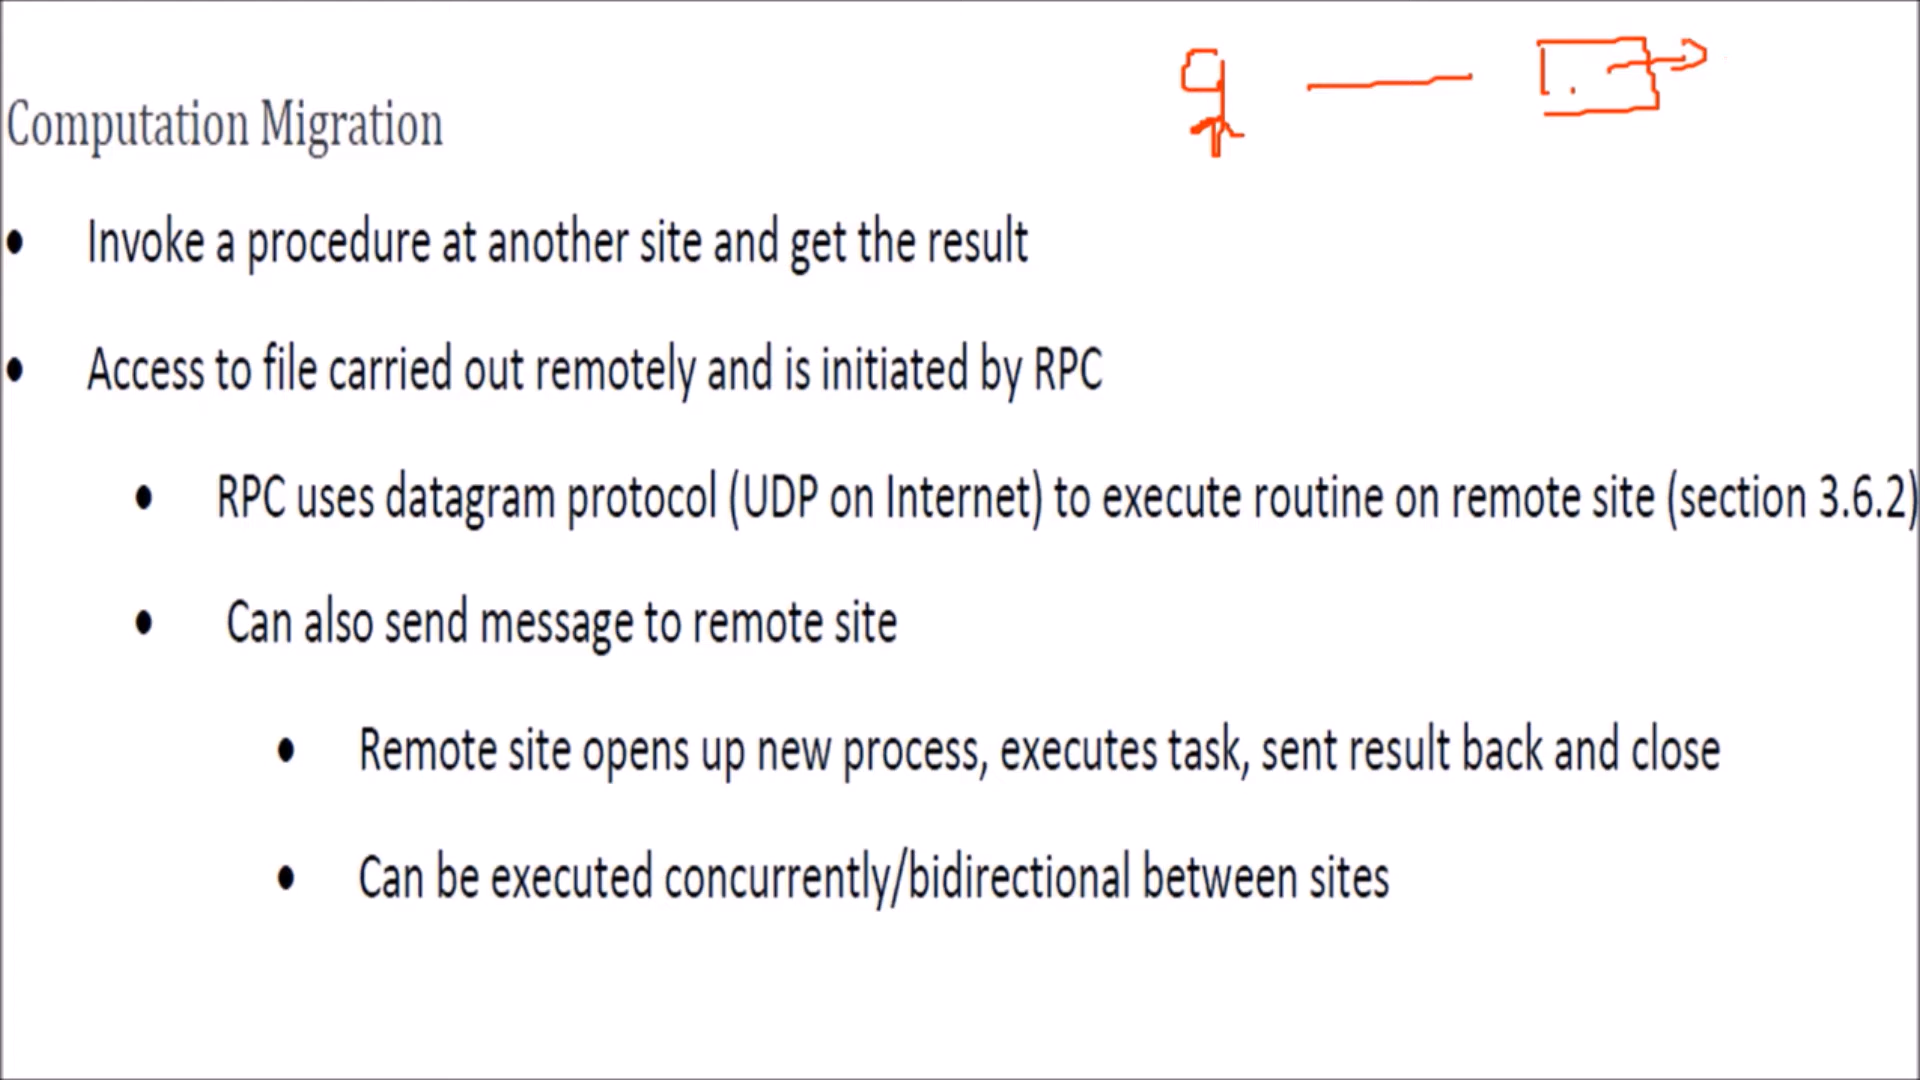 Computation Migration
• Invoke a procedure at another site and get the result
• Access to file carried out remotely and is initiated by RPC
• RPC uses datagram protocol (UDP on Internet) to execute routine on remote site (section 3.6.2)
• Can also send message to remote site
• Remote site opens up new process, executes task, sent result back and close
• Can be executed concurrently/bidirectional between sites